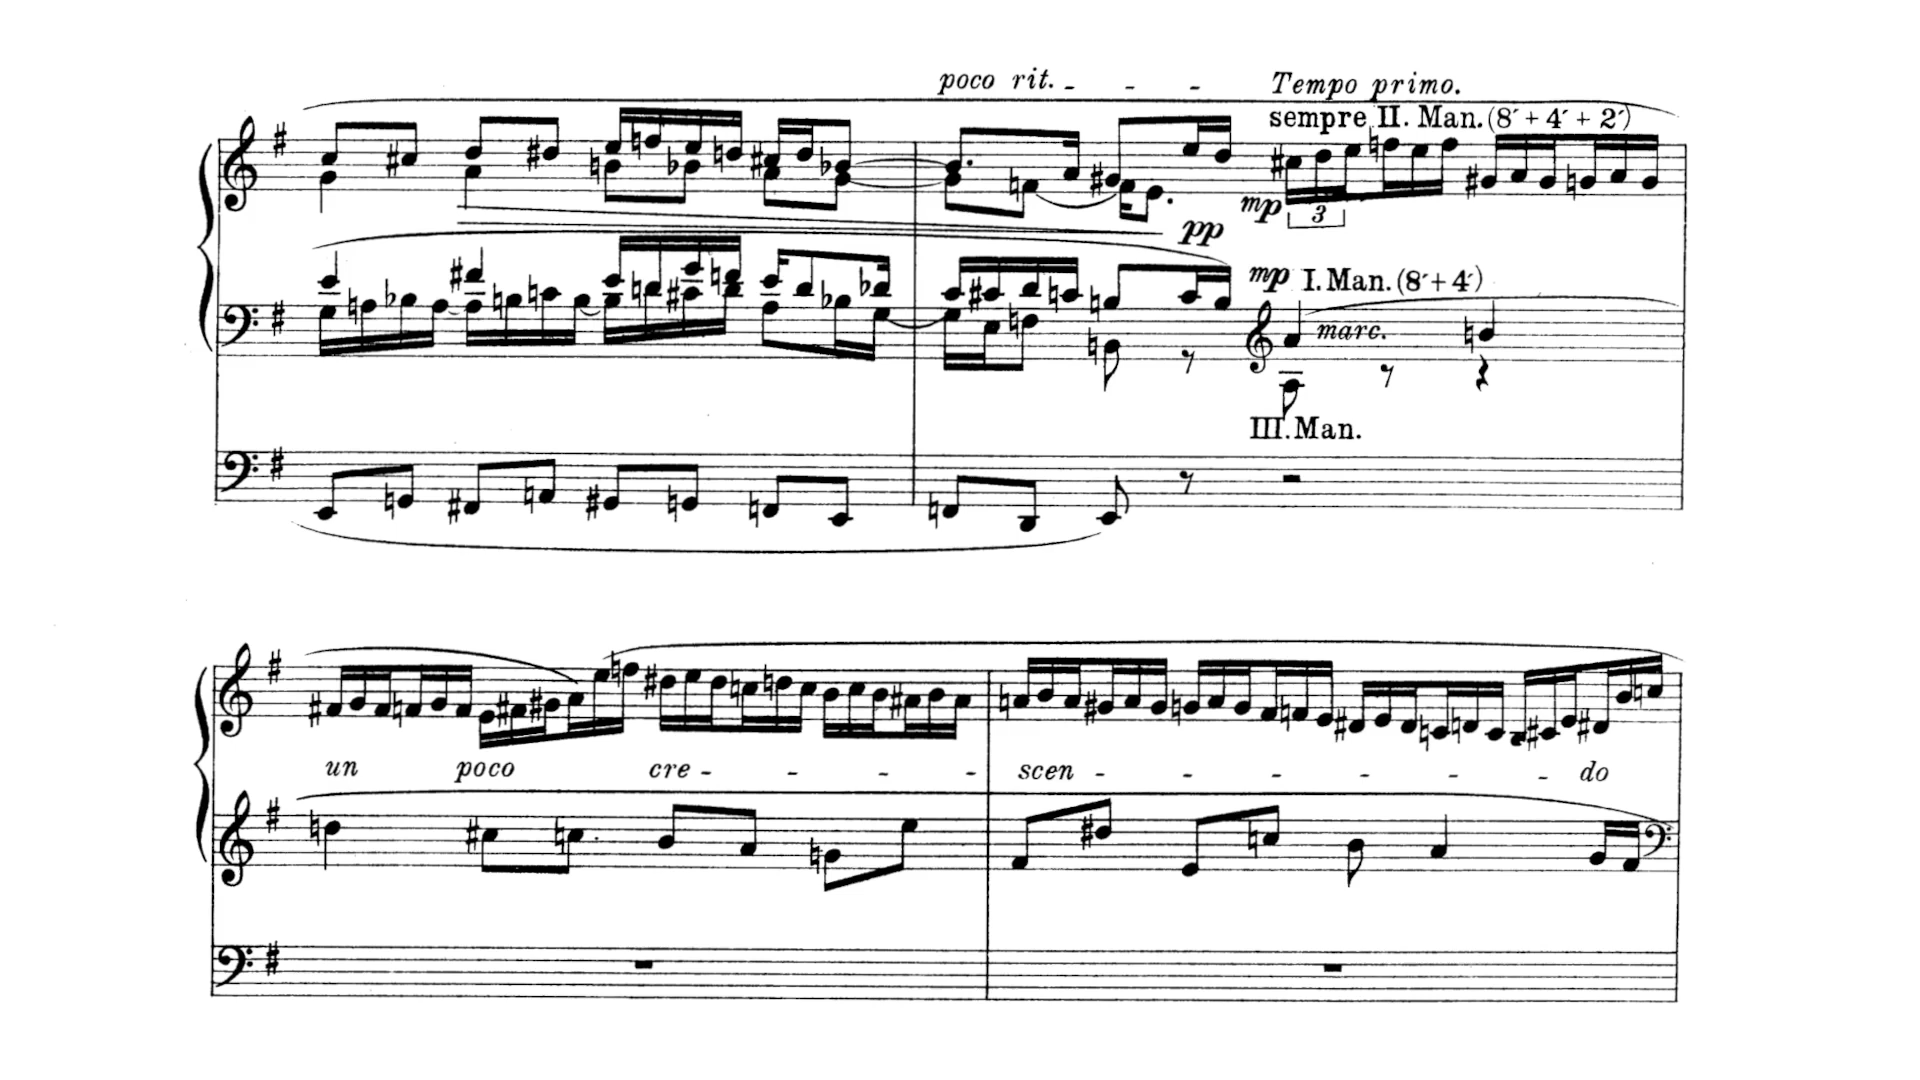 poco rit. - - - Tempo primo.
sempre II. Man. (8´ + 4´ + 2´)
mp
3
pp
mp I. Man. (8´ + 4´)
marc.
III. Man.
un poco cre - - - - scen - - - - - - do